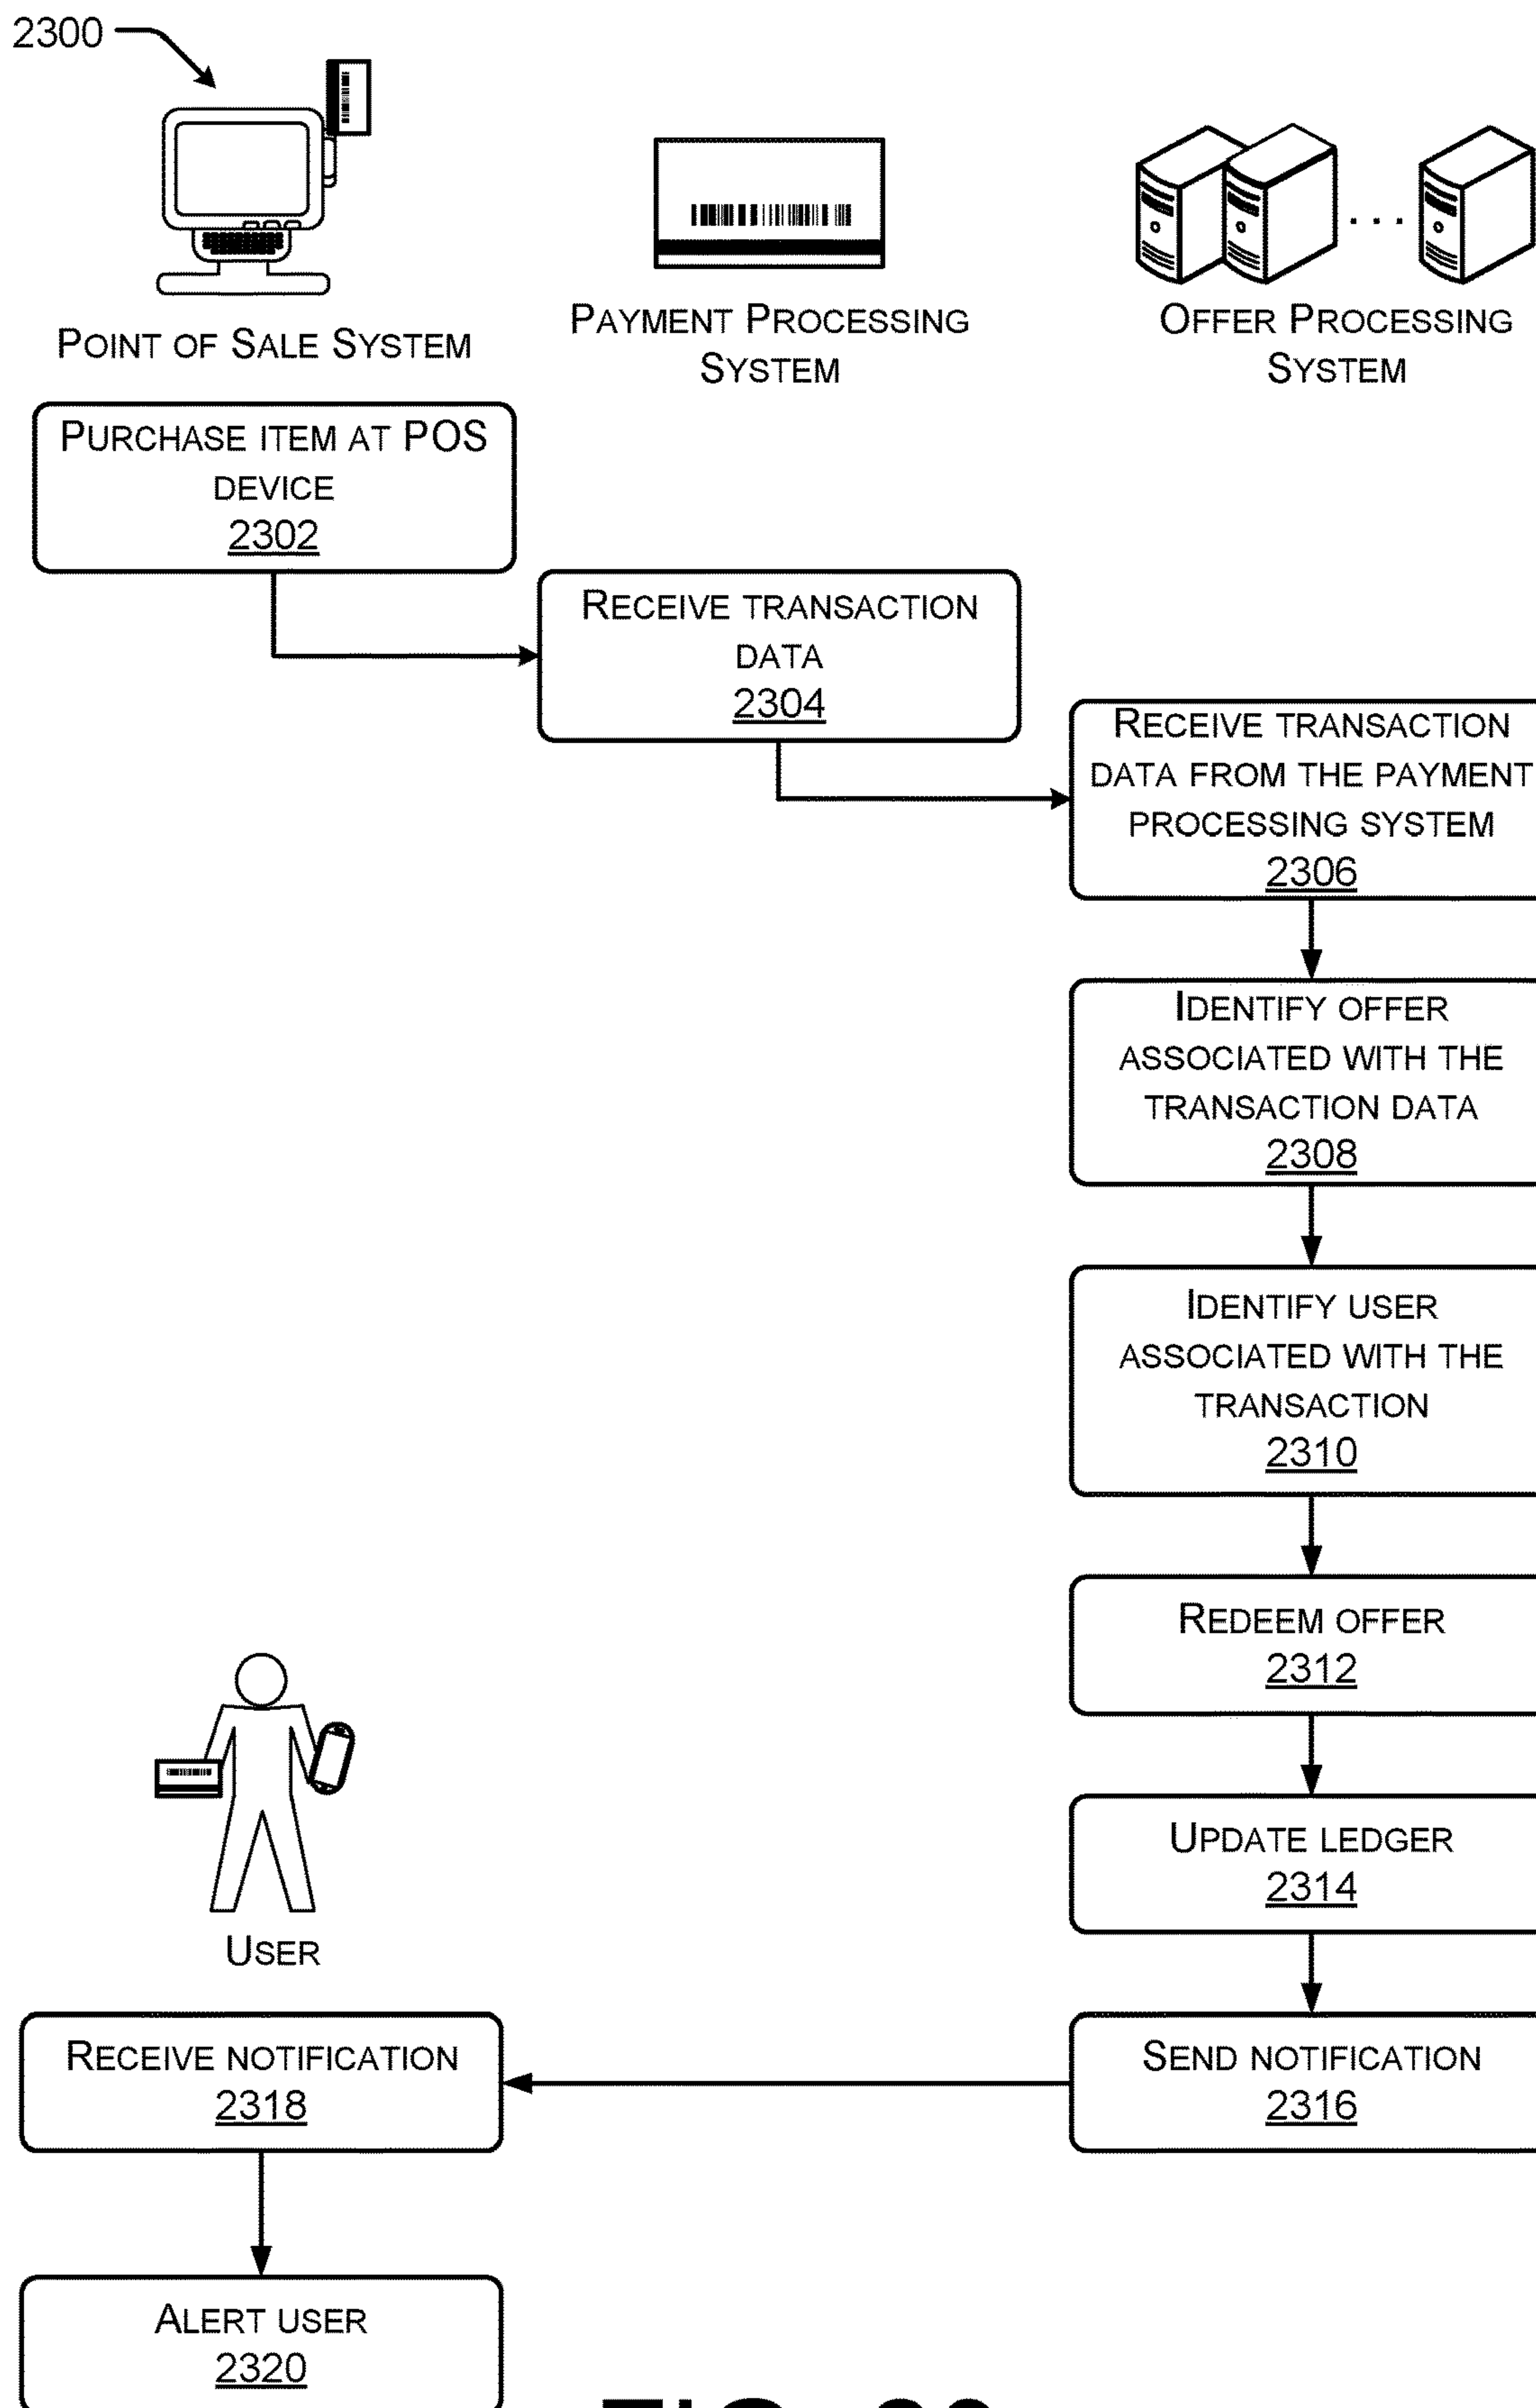 2300
POINT OF SALE SYSTEM
PAYMENT PROCESSING
SYSTEM
OFFER PROCESSING
SYSTEM
PURCHASE ITEM AT POS
DEVICE
2302
RECEIVE TRANSACTION
DATA
2304
RECEIVE TRANSACTION
DATA FROM THE PAYMENT
PROCESSING SYSTEM
2306
IDENTIFY OFFER
ASSOCIATED WITH THE
TRANSACTION DATA
2308
IDENTIFY USER
ASSOCIATED WITH THE
TRANSACTION
2310
REDEEM OFFER
2312
UPDATE LEDGER
2314
USER
SEND NOTIFICATION
2316
RECEIVE NOTIFICATION
2318
ALERT USER
2320